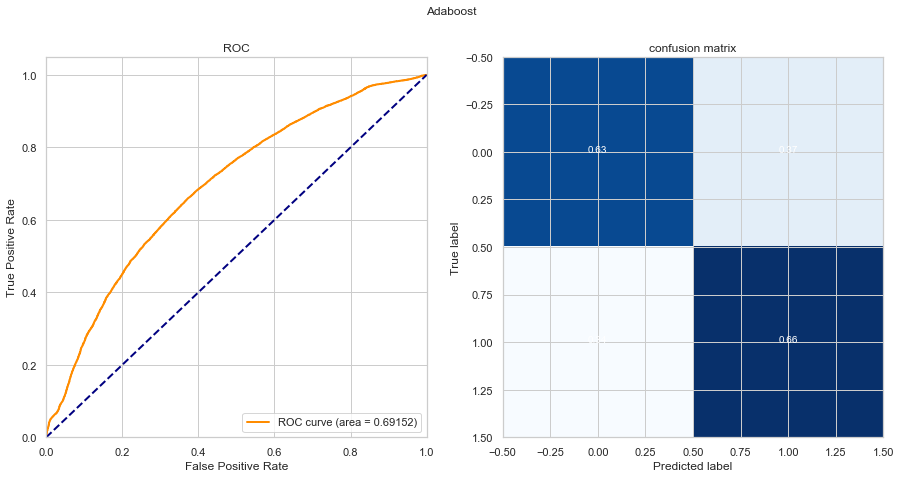 Adaboost
ROC
1.0
0.8
0.6
0.4
0.2
0.0
True Positive Rate
0.0 0.2 0.4 0.6 0.8 1.0
False Positive Rate
ROC curve (area = 0.69152)
confusion matrix
−0.50
−0.25
0.00
0.25
0.50
0.75
1.00
1.25
1.50
True label
0.63 0.37
0.66
−0.50 −0.25 0.00 0.25 0.50 0.75 1.00 1.25 1.50
Predicted label